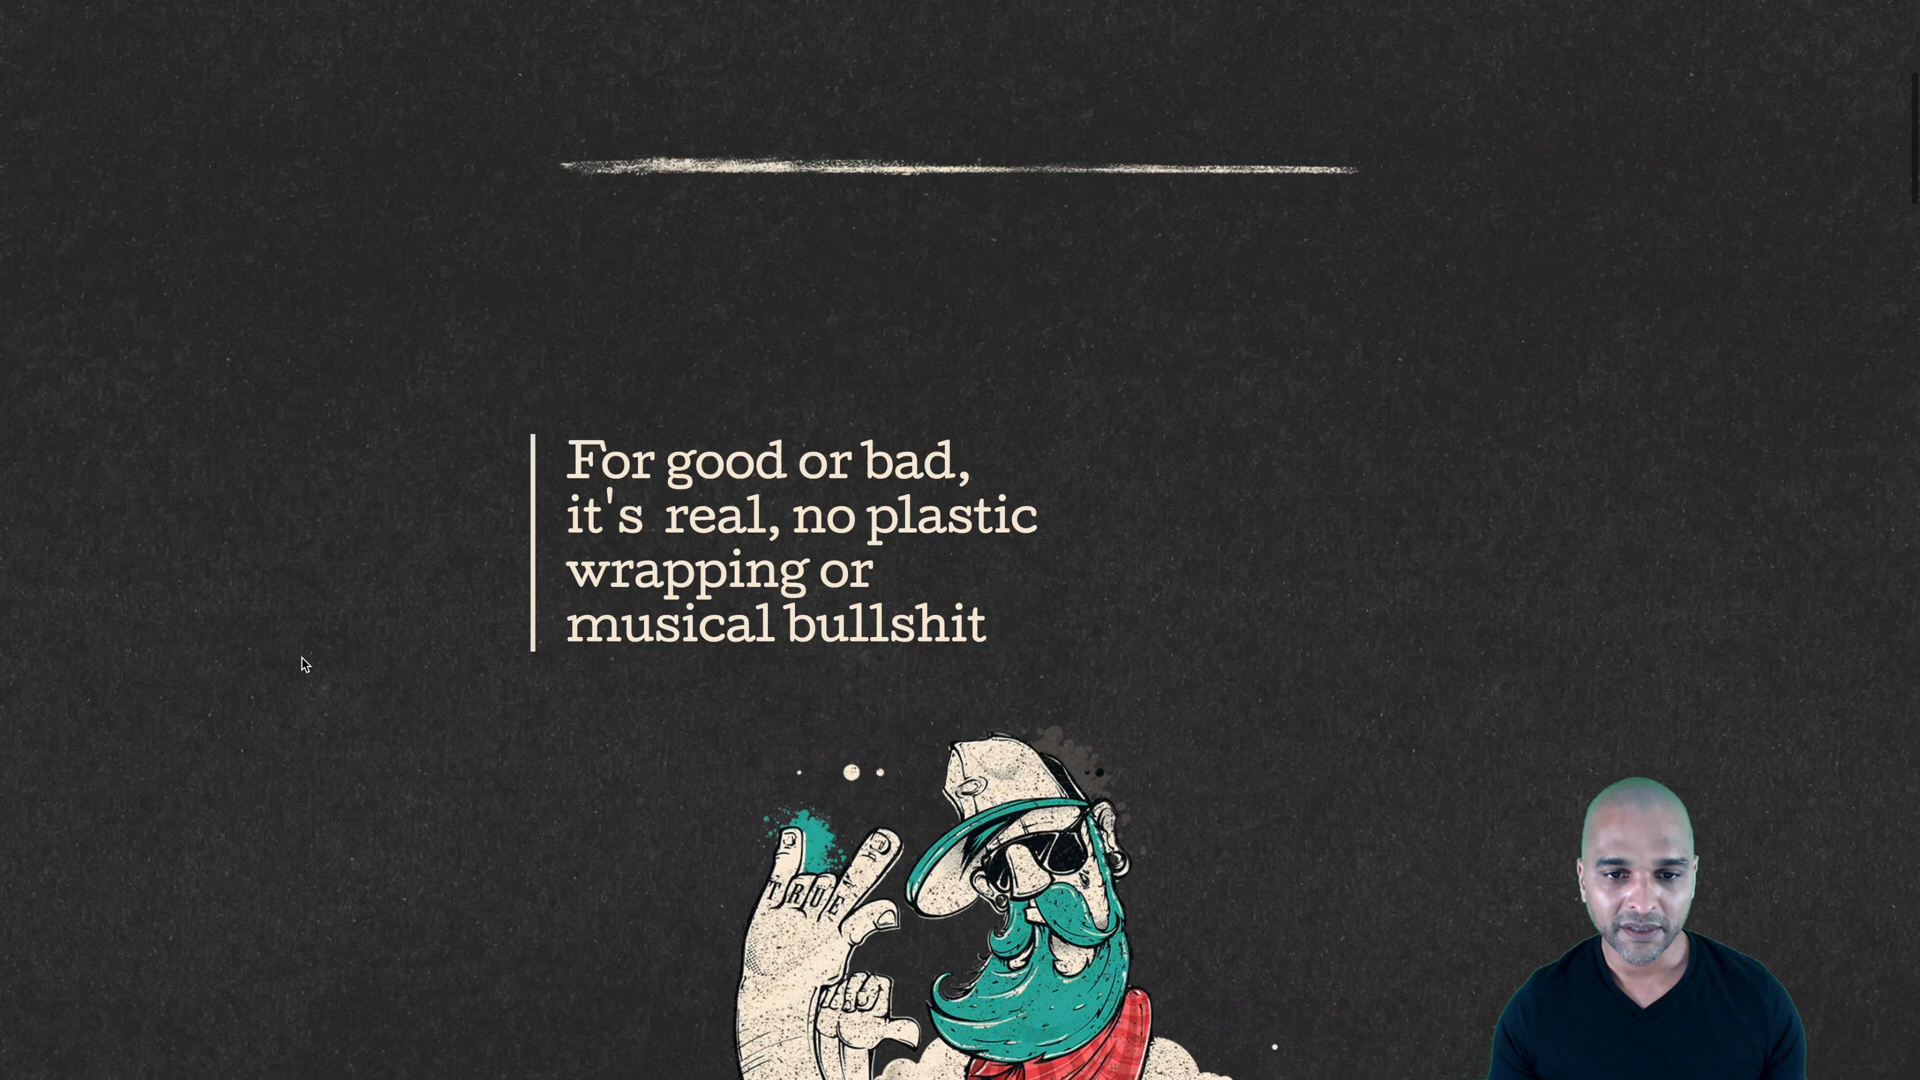 For good or bad,
it's real, no plastic
wrapping or
musical bullshit
TRUE